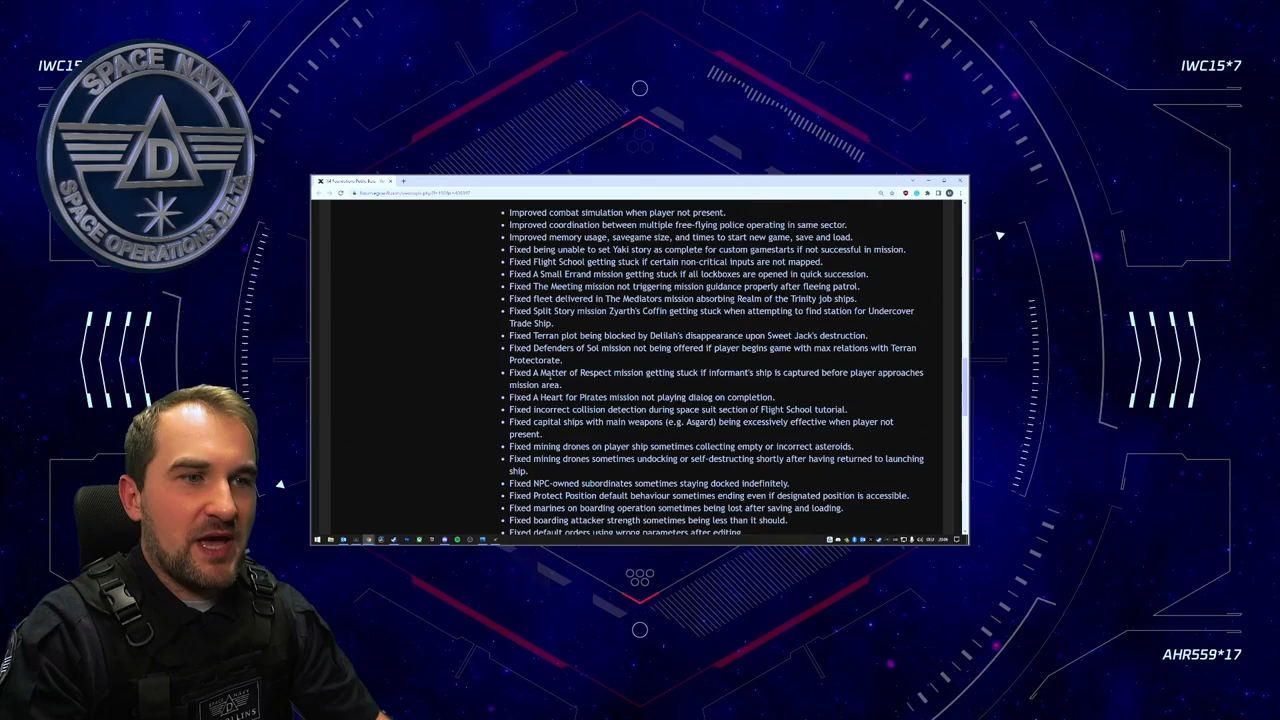 IWC15
SPACE NAVY
D
SPACE OPERATIONS DELTA
IWC15*7
X4 Foundations Public Beta
Improved combat simulation when player not present.
Improved coordination between multiple free-flying police operating in same sector.
Improved memory usage, savegame size, and times to start new game, save and load.
Fixed being unable to set Yaki story as complete for custom gamestarts if not successful in mission.
Fixed Flight School getting stuck if certain non-critical inputs are not mapped.
Fixed A Small Errand mission getting stuck if all lockboxes are opened in quick succession.
Fixed The Meeting mission not triggering mission guidance properly after fleeing patrol.
Fixed fleet delivered in The Mediators mission absorbing Realm of the Trinity job ships.
Fixed Split Story mission Zyarth's Coffin getting stuck when attempting to find station for Undercover
Trade Ship.
Fixed Terran plot being blocked by Delilah's disappearance upon Sweet Jack's destruction.
Fixed Defenders of Sol mission not being offered if player begins game with max relations with Terran
Protectorate.
Fixed A Matter of Respect mission getting stuck if informant's ship is captured before player approaches
mission area.
Fixed A Heart for Pirates mission not playing dialog on completion.
Fixed incorrect collision detection during space suit section of Flight School tutorial.
Fixed capital ships with main weapons (e.g. Asgard) being excessively effective when player not
present.
Fixed mining drones on player ship sometimes collecting empty or incorrect asteroids.
Fixed mining drones sometimes undocking or self-destructing shortly after having returned to launching
ship.
Fixed NPC-owned subordinates sometimes staying docked indefinitely.
Fixed Protect Position default behaviour sometimes ending even if designated position is accessible.
Fixed marines on boarding operation sometimes being lost after saving and loading.
Fixed boarding attacker strength sometimes being less than it should.
Fixed default orders using wrong parameters after editing
SPACE NAVY
D
AHR559*17